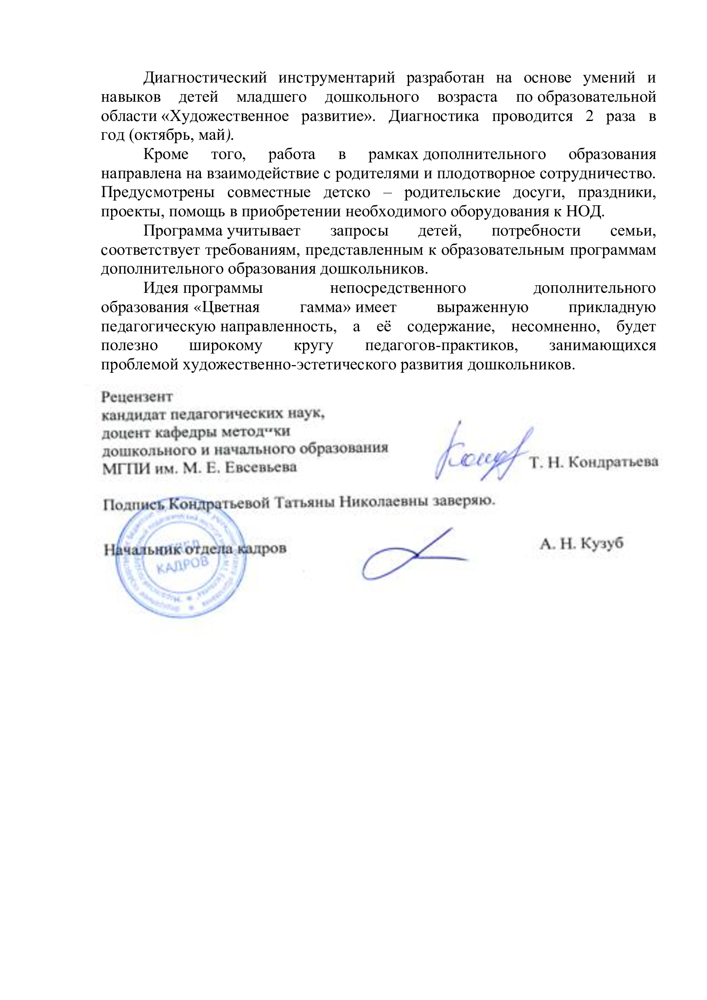 Диагностический инструментарий разработан на основе умений и
навыков детей младшего дошкольного возраста по образовательной
области «Художественное развитие». Диагностика проводится 2 раза в
год (октябрь, май).
Кроме того, работа в рамках дополнительного образования
направлена на взаимодействие с родителями и плодотворное сотрудничество.
Предусмотрены совместные детско – родительские досуги, праздники,
проекты, помощь в приобретении необходимого оборудования к НОД.
Программа учитывает запросы детей, потребности семьи,
соответствует требованиям, представленным к образовательным программам
дополнительного образования дошкольников.
Идея программы непосредственного дополнительного
образования «Цветная гамма» имеет выраженную прикладную
педагогическую направленность, а её содержание, несомненно, будет
полезно широкому кругу педагогов-практиков, занимающихся
проблемой художественно-эстетического развития дошкольников.
Рецензент
кандидат педагогических наук,
доцент кафедры методики
дошкольного и начального образования
МГПИ им. М. Е. Евсевьева
Т. Н. Кондратьева
Подпись Кондратьевой Татьяны Николаевны заверяю.
Начальник отдела кадров
А. Н. Кузуб
ОТДЕЛ
КАДРОВ